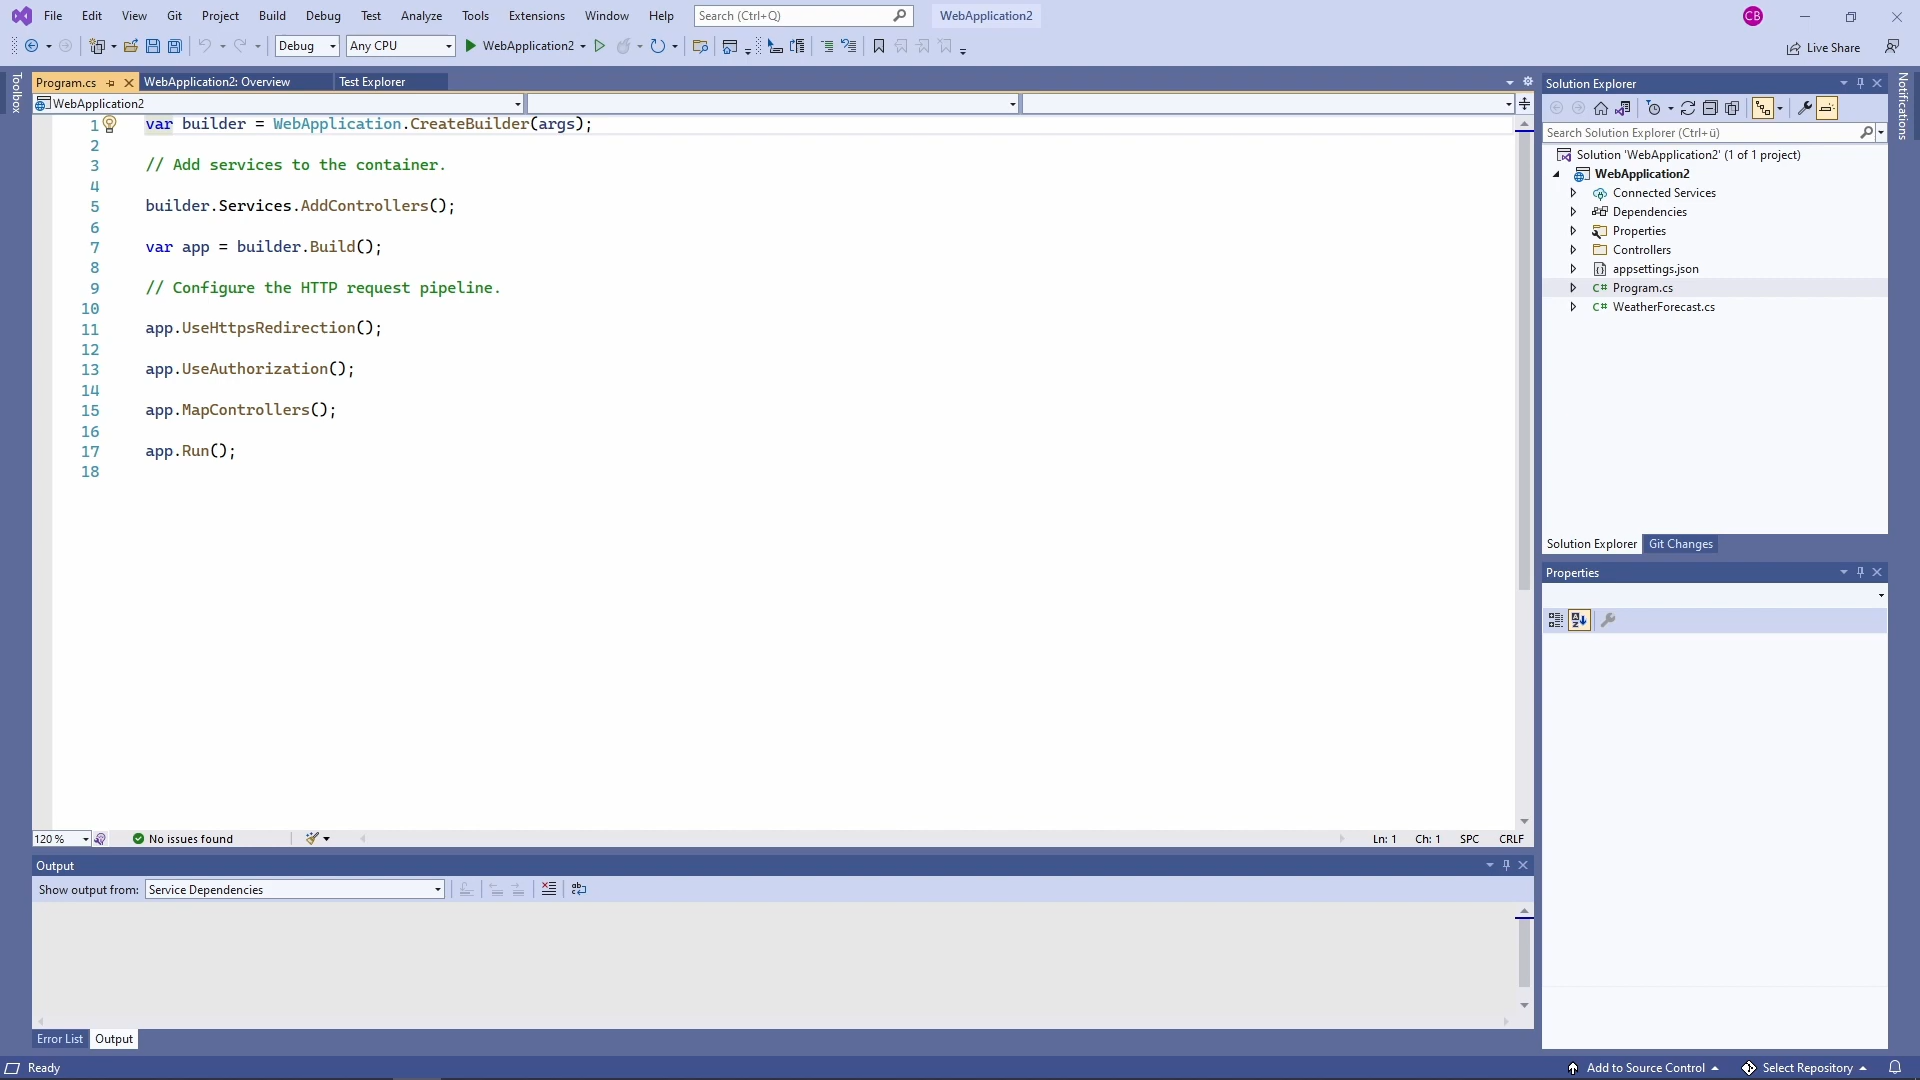 File Edit View Git Project Build Debug Test Analyze Tools Extensions Window Help Search (Ctrl+Q) WebApplication2 CB
Debug Any CPU WebApplication2 Live Share
Toolbox
Program.cs WebApplication2: Overview Test Explorer
WebApplication2
1 var builder = WebApplication.CreateBuilder(args);
2
3 // Add services to the container.
4
5 builder.Services.AddControllers();
6
7 var app = builder.Build();
8
9 // Configure the HTTP request pipeline.
10
11 app.UseHttpsRedirection();
12
13 app.UseAuthorization();
14
15 app.MapControllers();
16
17 app.Run();
18
120 % No issues found Ln: 1 Ch: 1 SPC CRLF
Output
Show output from: Service Dependencies
Error List Output
Solution Explorer
Search Solution Explorer (Ctrl+ü)
Solution 'WebApplication2' (1 of 1 project)
WebApplication2
Connected Services
Dependencies
Properties
Controllers
appsettings.json
C# Program.cs
C# WeatherForecast.cs
Solution Explorer Git Changes
Properties
Notifications
Ready Add to Source Control Select Repository